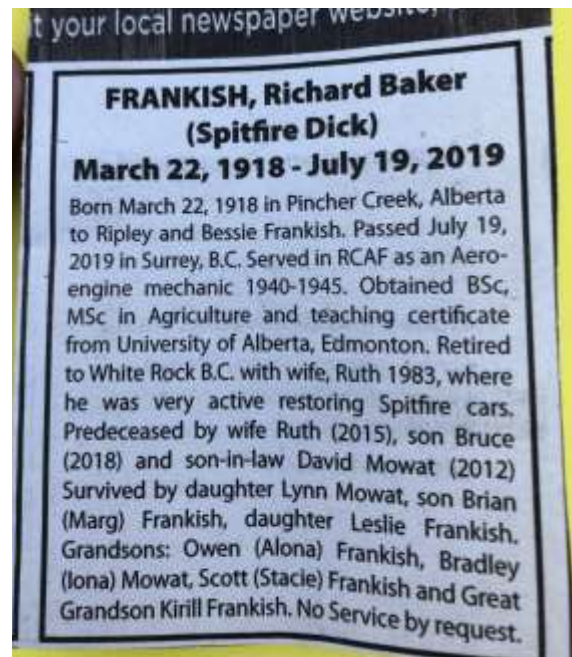 it your local newspaper website,
FRANKISH, Richard Baker
(Spitfire Dick)
March 22, 1918 - July 19, 2019
Born March 22, 1918 in Pincher Creek, Alberta
to Ripley and Bessie Frankish. Passed July 19,
2019 in Surrey, B.C. Served in RCAF as an Aero-
engine mechanic 1940-1945. Obtained BSc,
MSc in Agriculture and teaching certificate
from University of Alberta, Edmonton. Retired
to White Rock B.C. with wife, Ruth 1983, where
he was very active restoring Spitfire cars.
Predeceased by wife Ruth (2015), son Bruce
(2018) and son-in-law David Mowat (2012)
Survived by daughter Lynn Mowat, son Brian
(Marg) Frankish, daughter Leslie Frankish.
Grandsons: Owen (Alona) Frankish, Bradley
(Iona) Mowat, Scott (Stacie) Frankish and Great
Grandson Kirill Frankish. No Service by request.